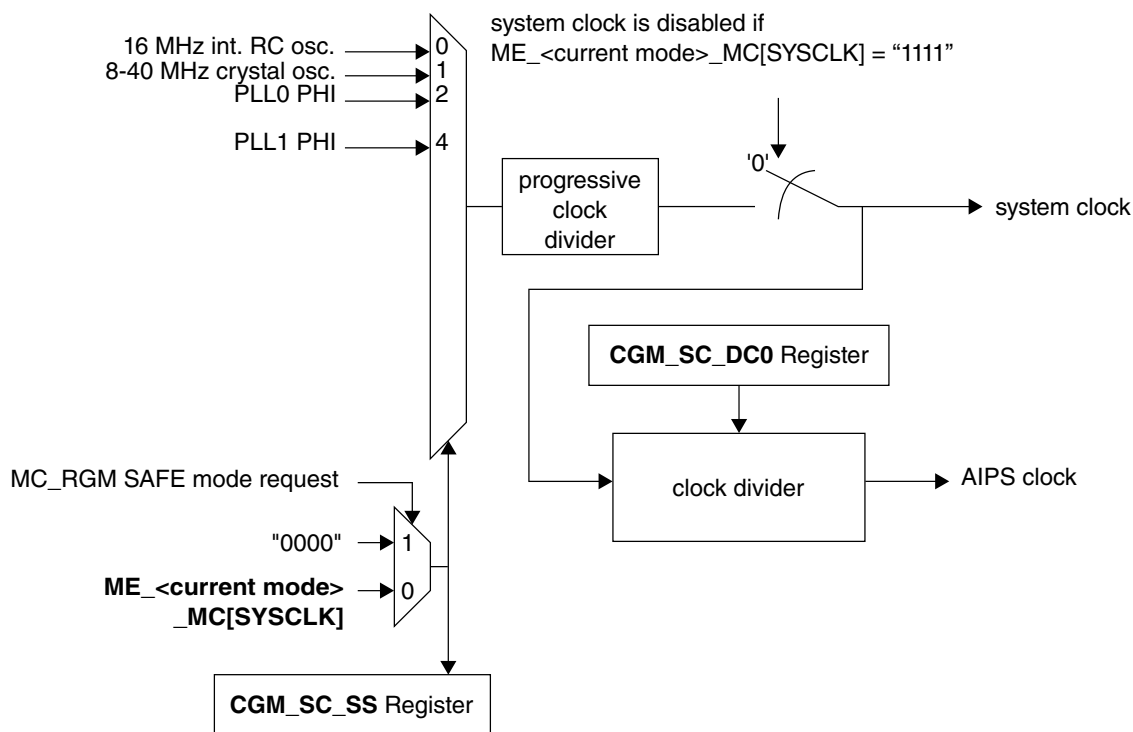 system clock is disabled if
ME_<current mode>_MC[SYSCLK] = “1111”
16 MHz int. RC osc.
0
8-40 MHz crystal osc.
1
PLL0 PHI
2
PLL1 PHI
4
'0'
progressive
clock
divider
system clock
CGM_SC_DC0 Register
clock divider
AIPS clock
MC_RGM SAFE mode request
"0000"
1
ME_<current mode>
_MC[SYSCLK]
0
CGM_SC_SS Register